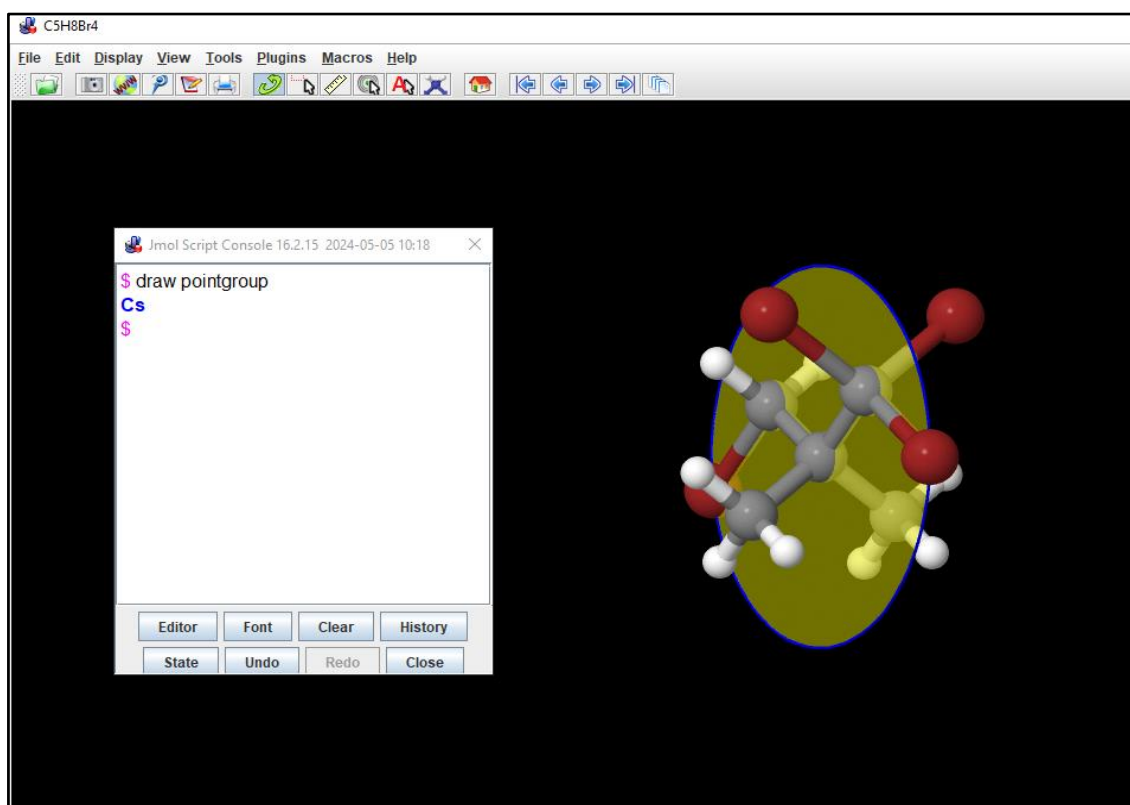 C5H8Br4
File Edit Display View Tools Plugins Macros Help
Jmol Script Console 16.2.15 2024-05-05 10:18
$ draw pointgroup
Cs
$
Editor Font Clear History
State Undo Redo Close